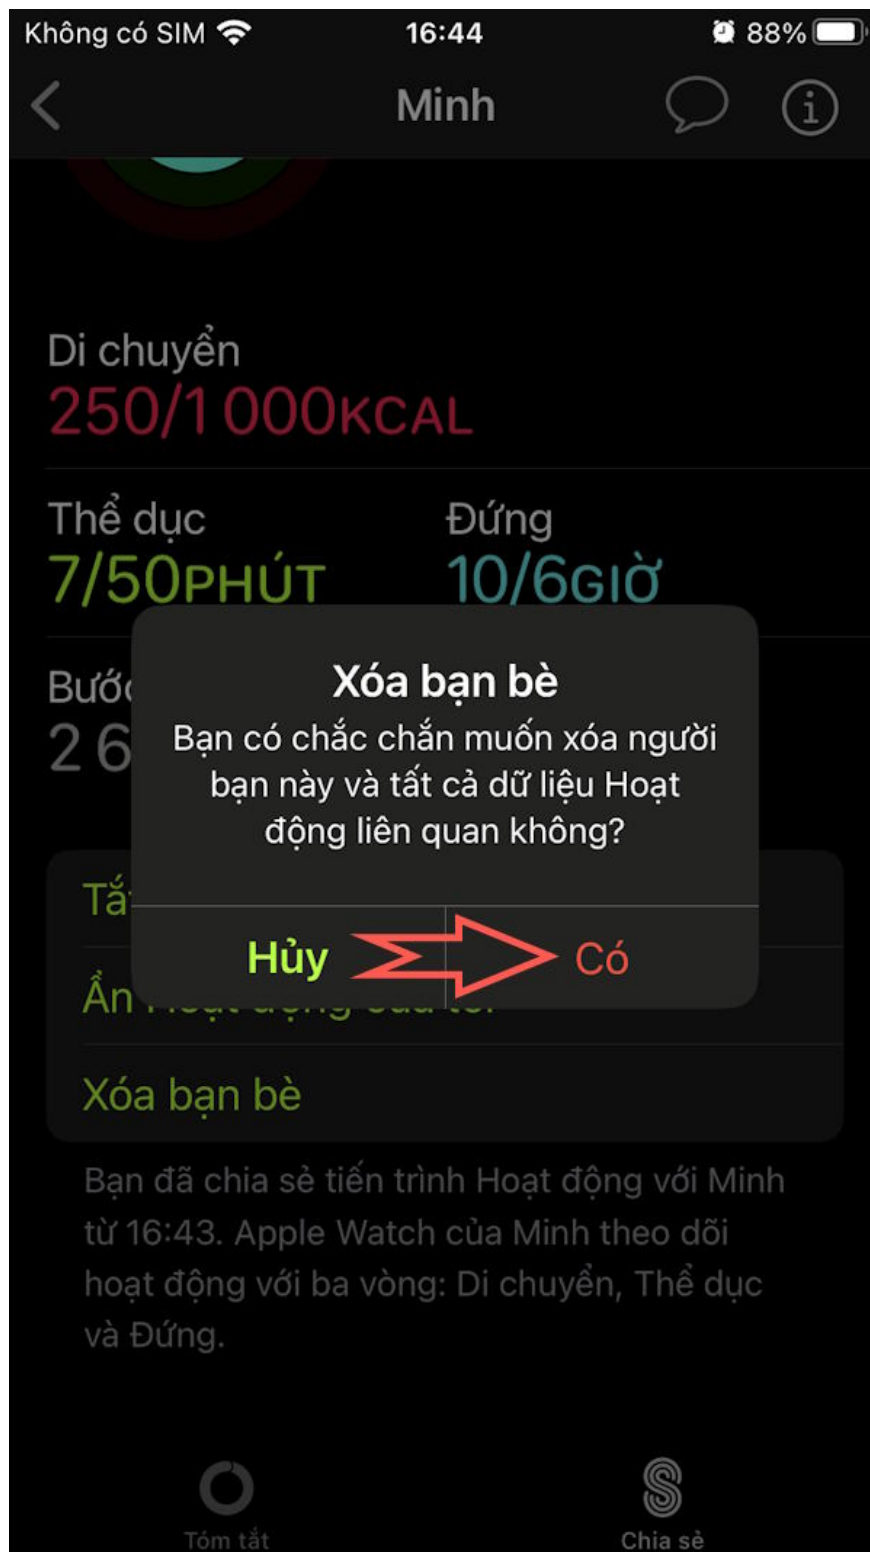 Không có SIM 16:44 88%
Minh
Di chuyển
250/1 000KCAL
Thể dục Đứng
7/50PHÚT 10/6GIỜ
Xóa bạn bè
Bạn có chắc chắn muốn xóa người
bạn này và tất cả dữ liệu Hoạt
động liên quan không?
Hủy Có
Xóa bạn bè
Bạn đã chia sẻ tiến trình Hoạt động với Minh
từ 16:43. Apple Watch của Minh theo dõi
hoạt động với ba vòng: Di chuyển, Thể dục
và Đứng.
Tóm tắt Chia sẻ